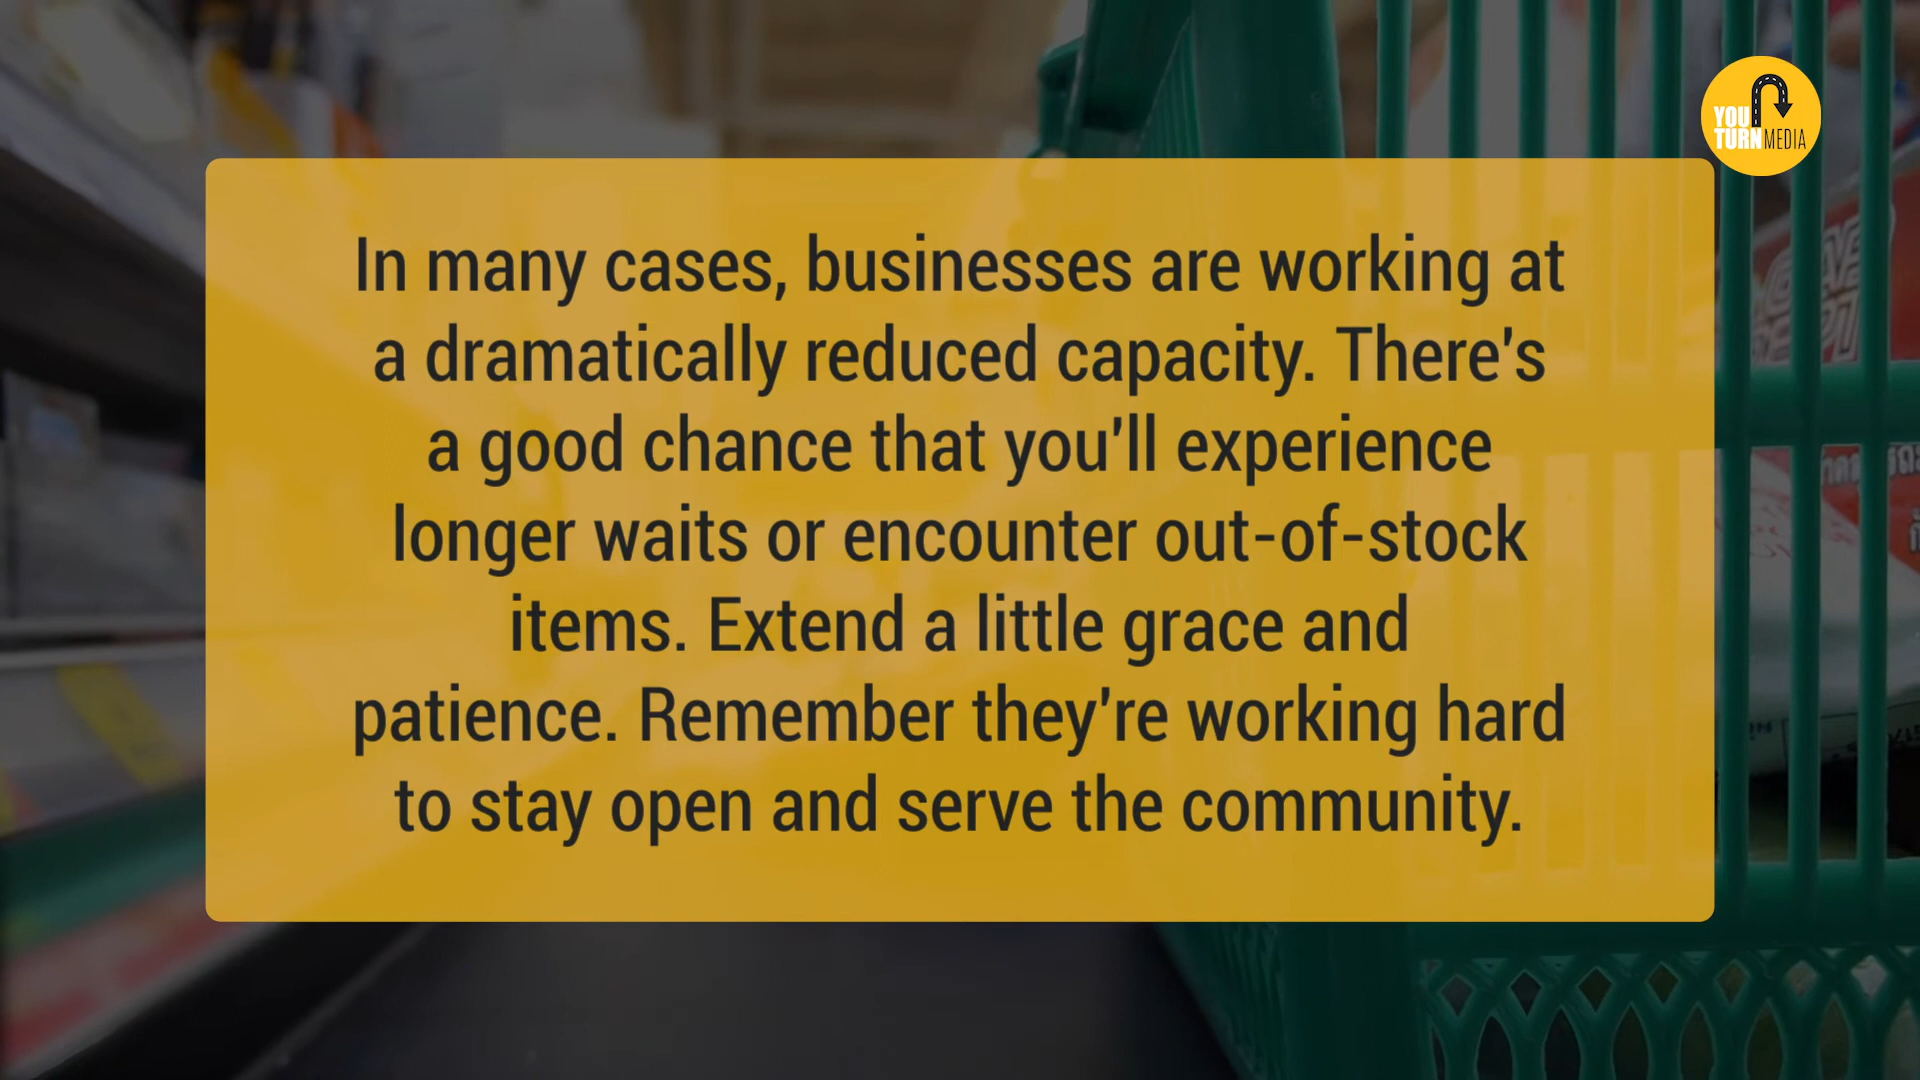 YOU
TURN MEDIA
In many cases, businesses are working at
a dramatically reduced capacity. There's
a good chance that you'll experience
longer waits or encounter out-of-stock
items. Extend a little grace and
patience. Remember they're working hard
to stay open and serve the community.